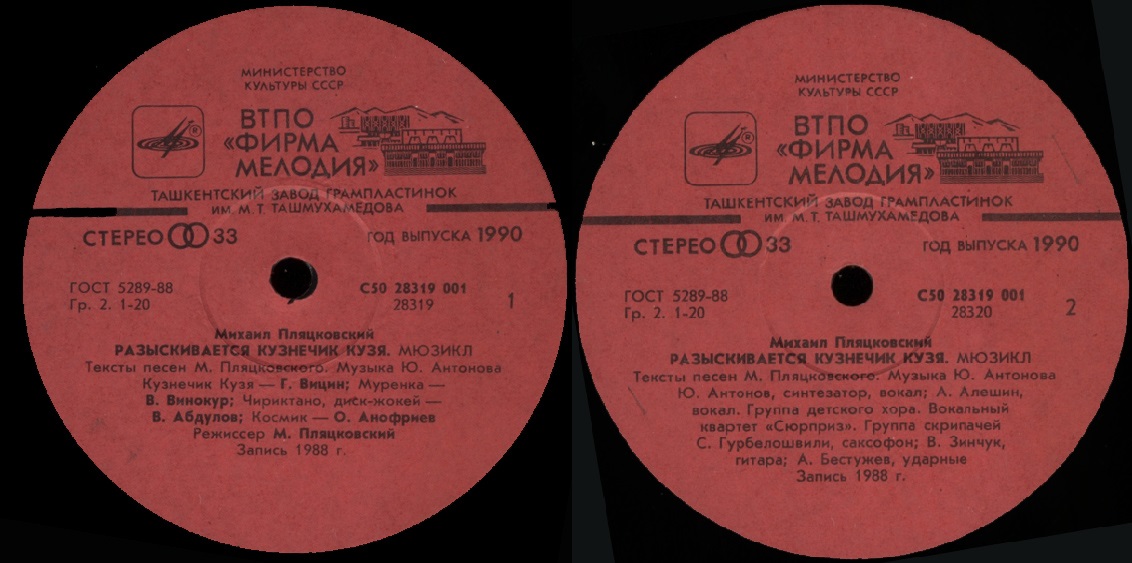 МИНИСТЕРСТВО
КУЛЬТУРЫ СССР
ВТПО
«ФИРМА
МЕЛОДИЯ»
ТАШКЕНТСКИЙ ЗАВОД ГРАМПЛАСТИНОК
ИМ. М. Т. ТАШМУХАМЕДОВА
СТЕРЕО 33
ГОД ВЫПУСКА 1990
ГОСТ 5289-88
Гр. 2. 1-20
С50 28319 001
28319
1
Михаил Пляцковский
РАЗЫСКИВАЕТСЯ КУЗНЕЧИК КУЗЯ. МЮЗИКЛ
Тексты песен М. Пляцковского. Музыка Ю. Антонова
Кузнечик Кузя — Г. Вицин; Муренка —
В. Винокур; Чириктано, диск-жокей —
В. Абдулов; Космик — О. Анофриев
Режиссер М. Пляцковский
Запись 1988 г.
МИНИСТЕРСТВО
КУЛЬТУРЫ СССР
ВТПО
«ФИРМА
МЕЛОДИЯ»
ТАШКЕНТСКИЙ ЗАВОД ГРАМПЛАСТИНОК
ИМ. М. Т. ТАШМУХАМЕДОВА
СТЕРЕО 33
ГОД ВЫПУСКА 1990
ГОСТ 5289-88
Гр. 2. 1-20
С50 28319 001
28320
2
Михаил Пляцковский
РАЗЫСКИВАЕТСЯ КУЗНЕЧИК КУЗЯ. МЮЗИКЛ
Тексты песен М. Пляцковского. Музыка Ю. Антонова
Ю. Антонов, синтезатор, вокал; А. Алешин,
вокал. Группа детского хора. Вокальный
квартет «Сюрприз». Группа скрипачей
С. Гурбелошвили, саксофон; В. Зинчук,
гитара; А. Бестужев, ударные
Запись 1988 г.